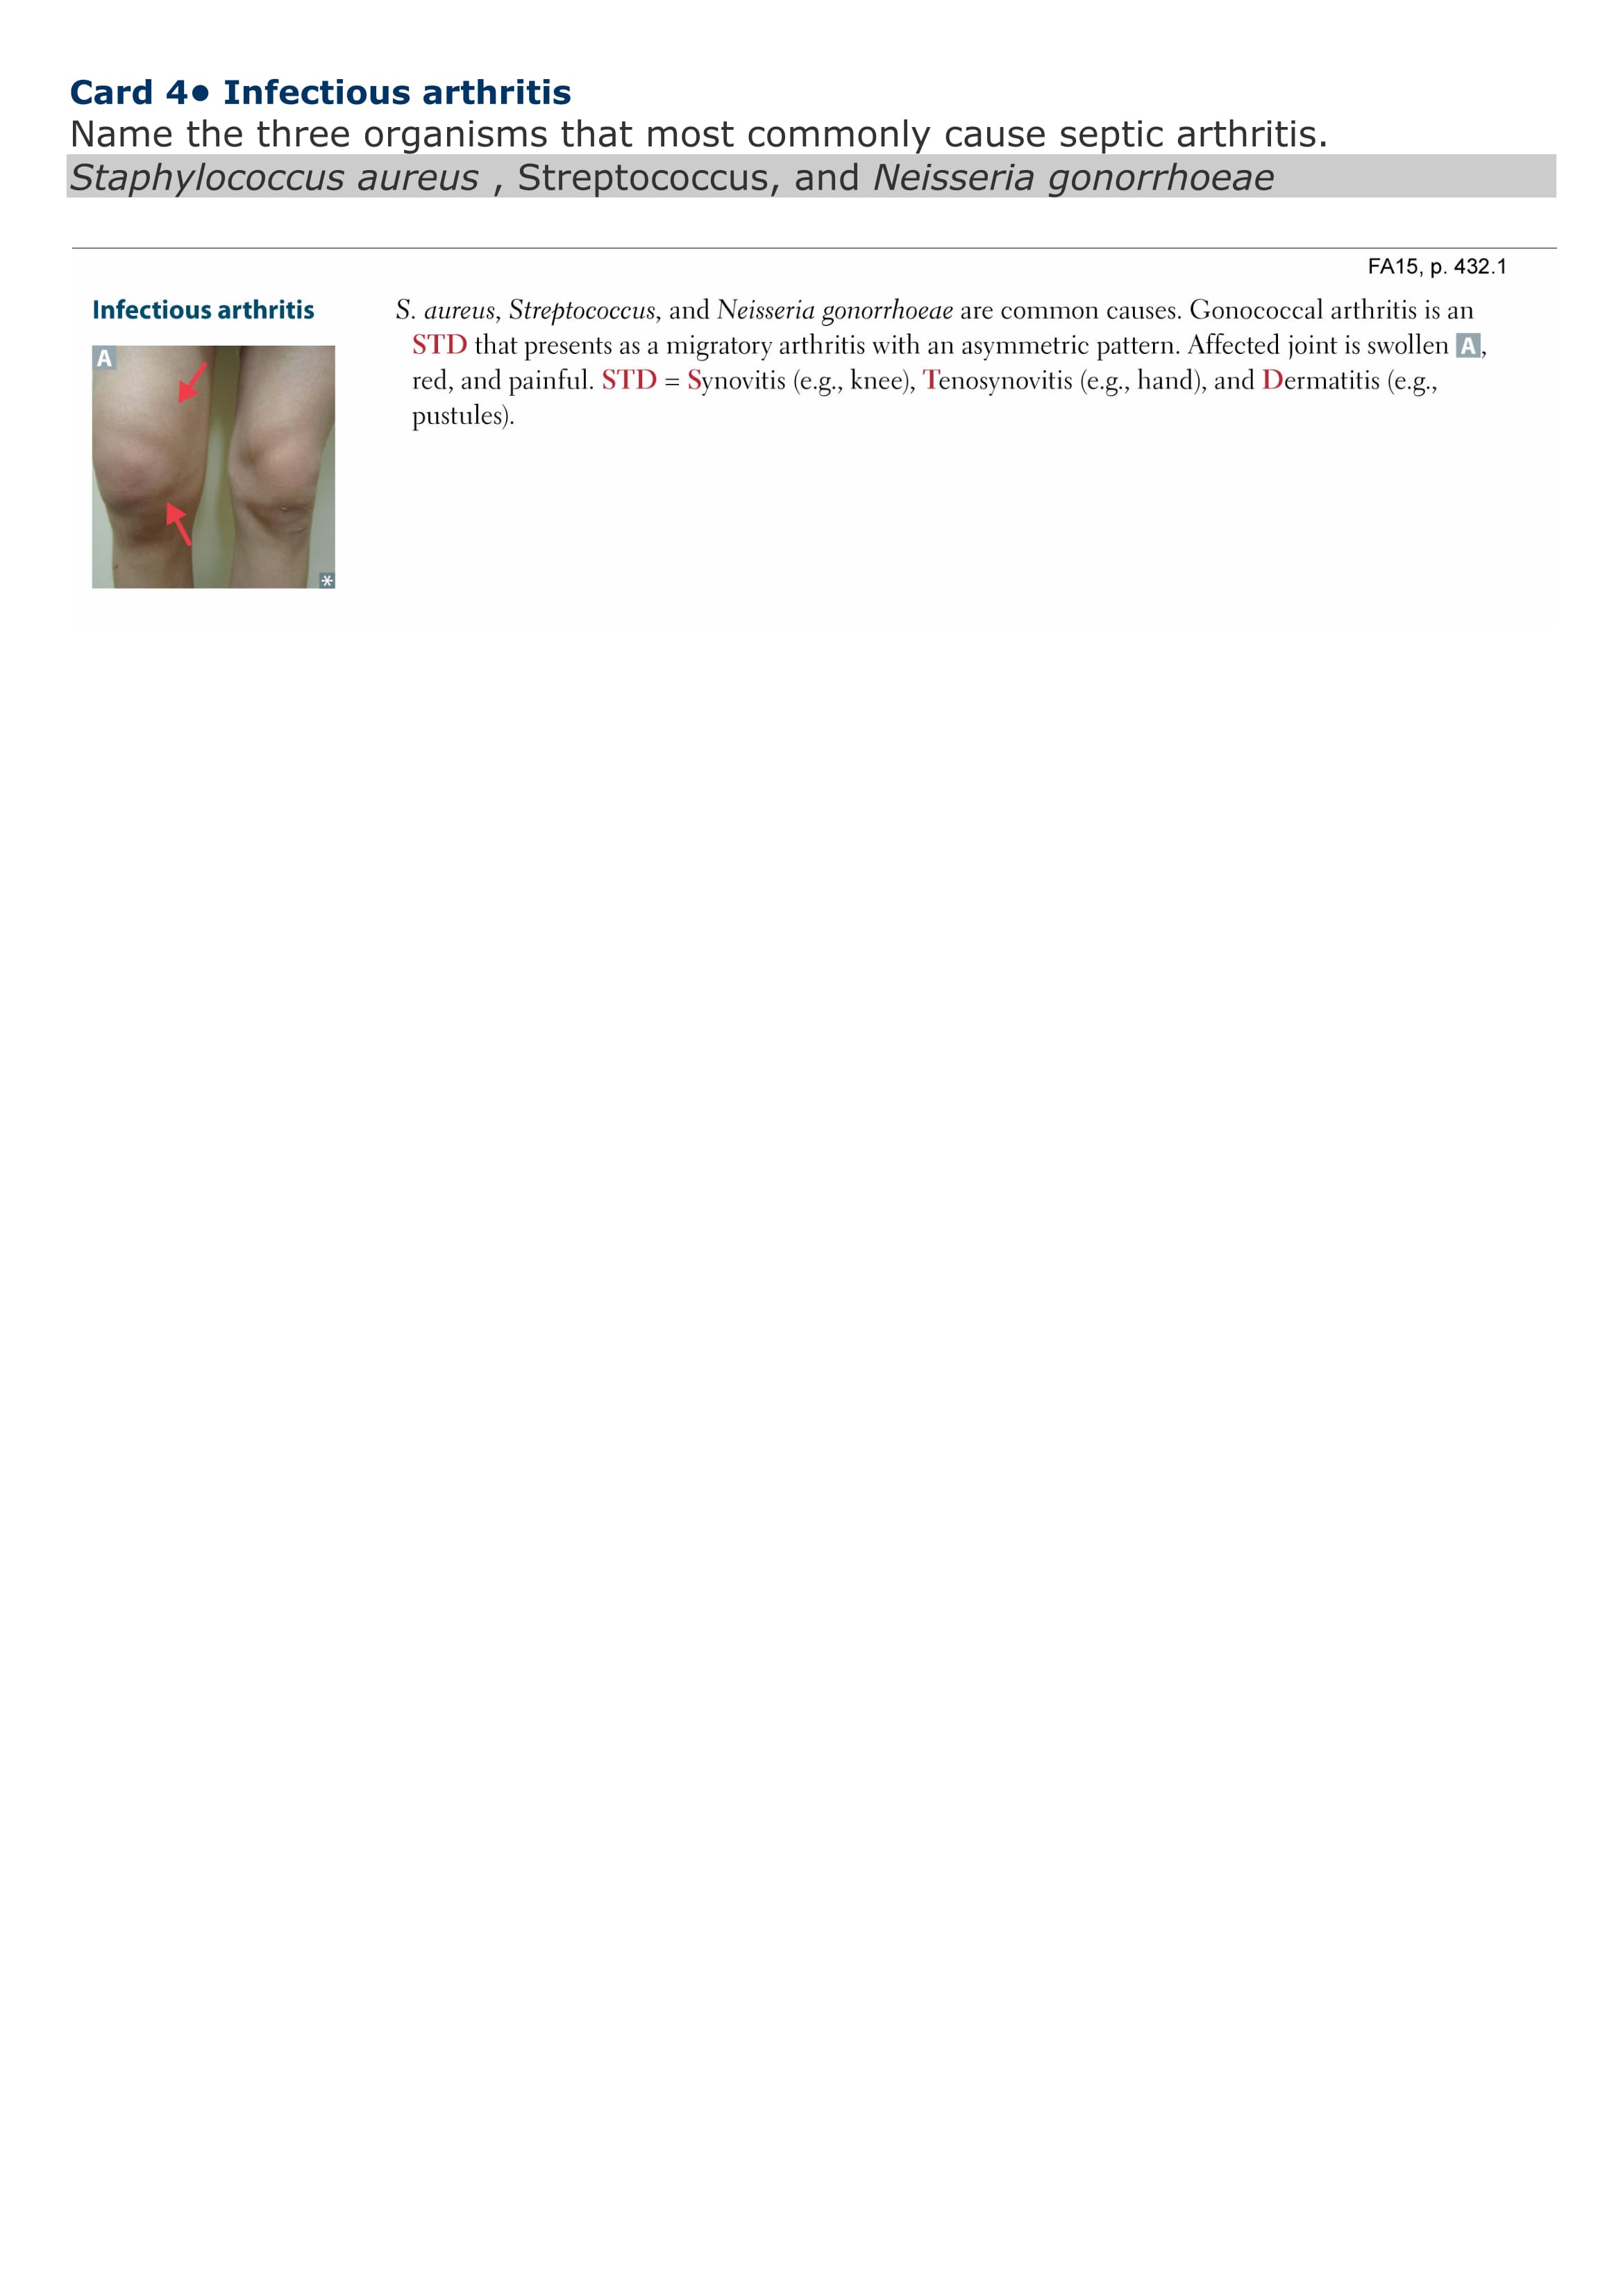 Card 4● Infectious arthritis
Name the three organisms that most commonly cause septic arthritis.
Staphylococcus aureus , Streptococcus, and Neisseria gonorrhoeae
FA15, p. 432.1
Infectious arthritis
A
*
S. aureus, Streptococcus, and Neisseria gonorrhoeae are common causes. Gonococcal arthritis is an
STD that presents as a migratory arthritis with an asymmetric pattern. Affected joint is swollen A,
red, and painful. STD = Synovitis (e.g., knee), Tenosynovitis (e.g., hand), and Dermatitis (e.g.,
pustules).